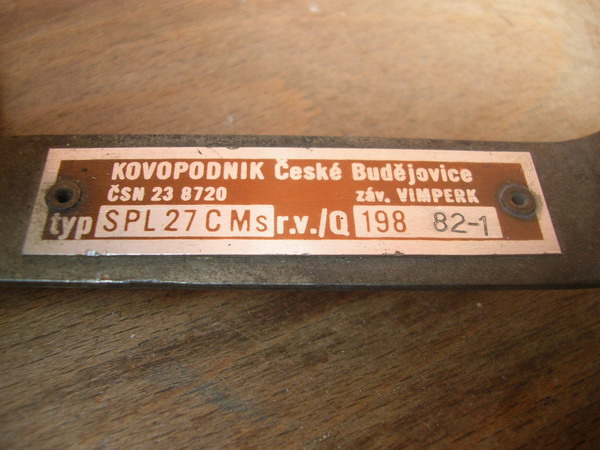 KOVOPODNIK České Budějovice
ČSN 23 8720 záv. VIMPERK
typ SPL 27 C Ms r.v./Q 198 82-1